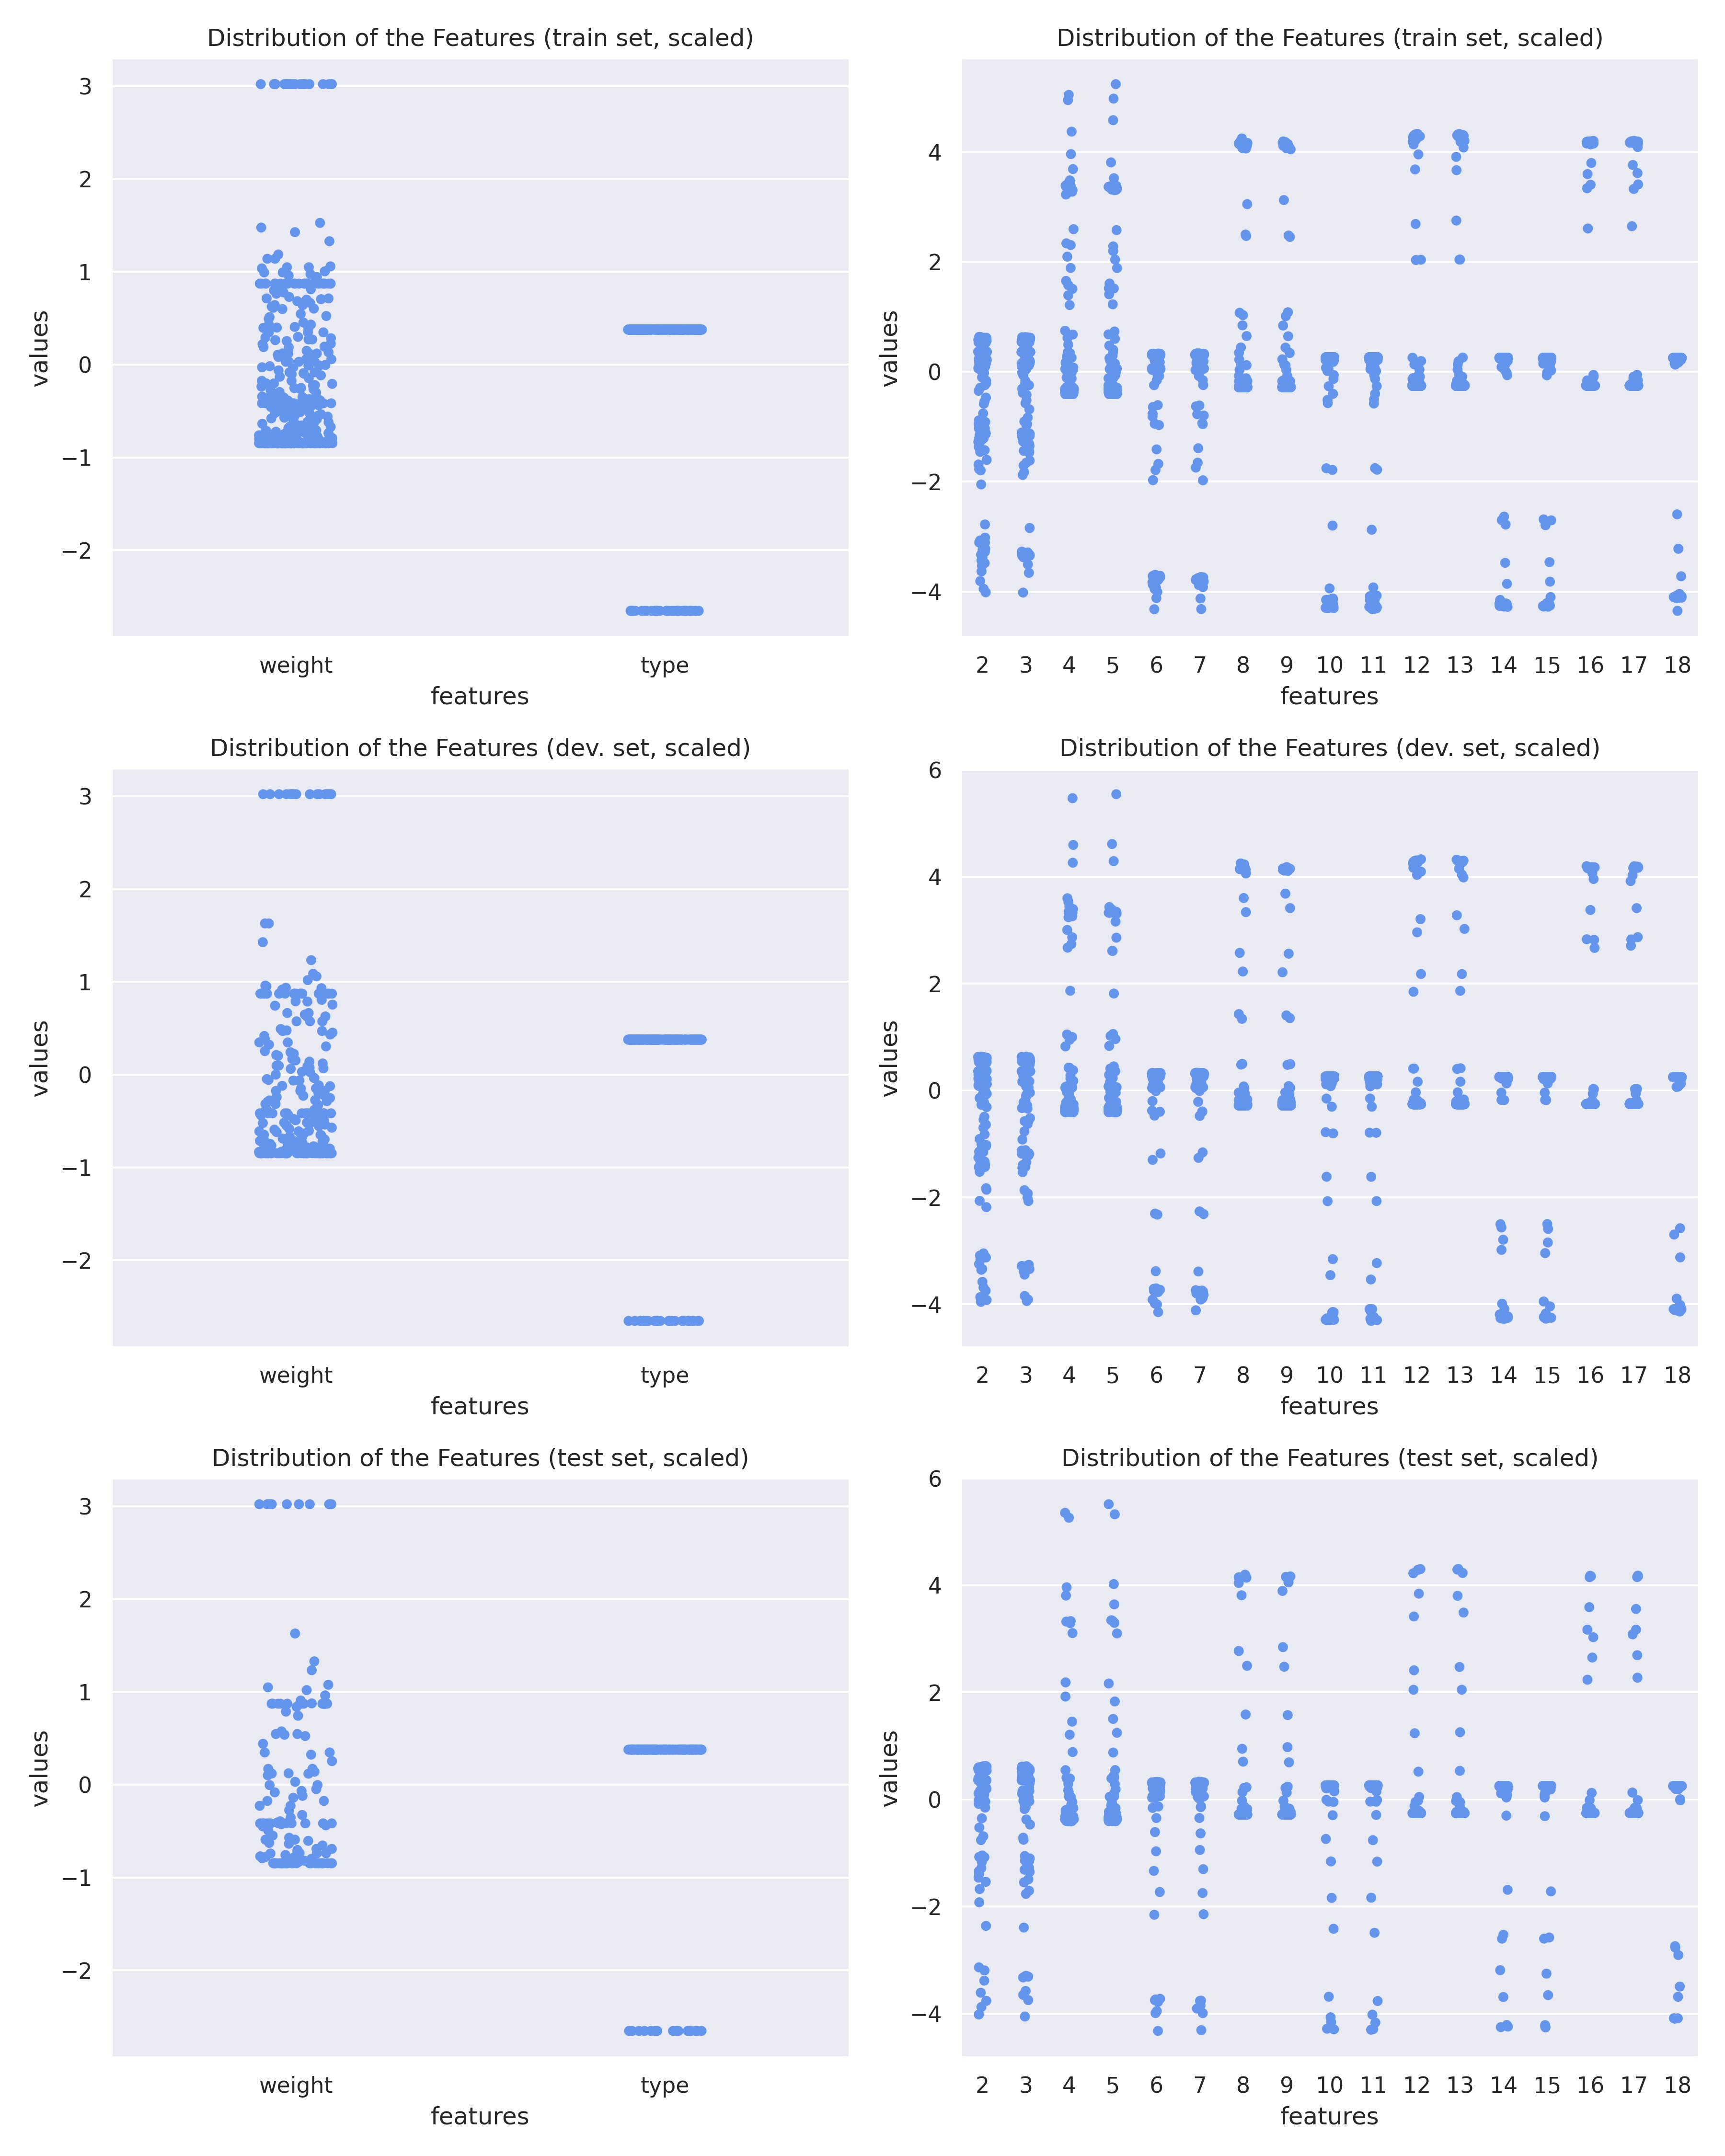 Distribution of the Features (train set, scaled)
values
3
2
1
0
−1
−2
weight type
features
Distribution of the Features (train set, scaled)
values
4
2
0
−2
−4
2 3 4 5 6 7 8 9 10 11 12 13 14 15 16 17 18
features
Distribution of the Features (dev. set, scaled)
values
3
2
1
0
−1
−2
weight type
features
Distribution of the Features (dev. set, scaled)
values
6
4
2
0
−2
−4
2 3 4 5 6 7 8 9 10 11 12 13 14 15 16 17 18
features
Distribution of the Features (test set, scaled)
values
3
2
1
0
−1
−2
weight type
features
Distribution of the Features (test set, scaled)
values
6
4
2
0
−2
−4
2 3 4 5 6 7 8 9 10 11 12 13 14 15 16 17 18
features